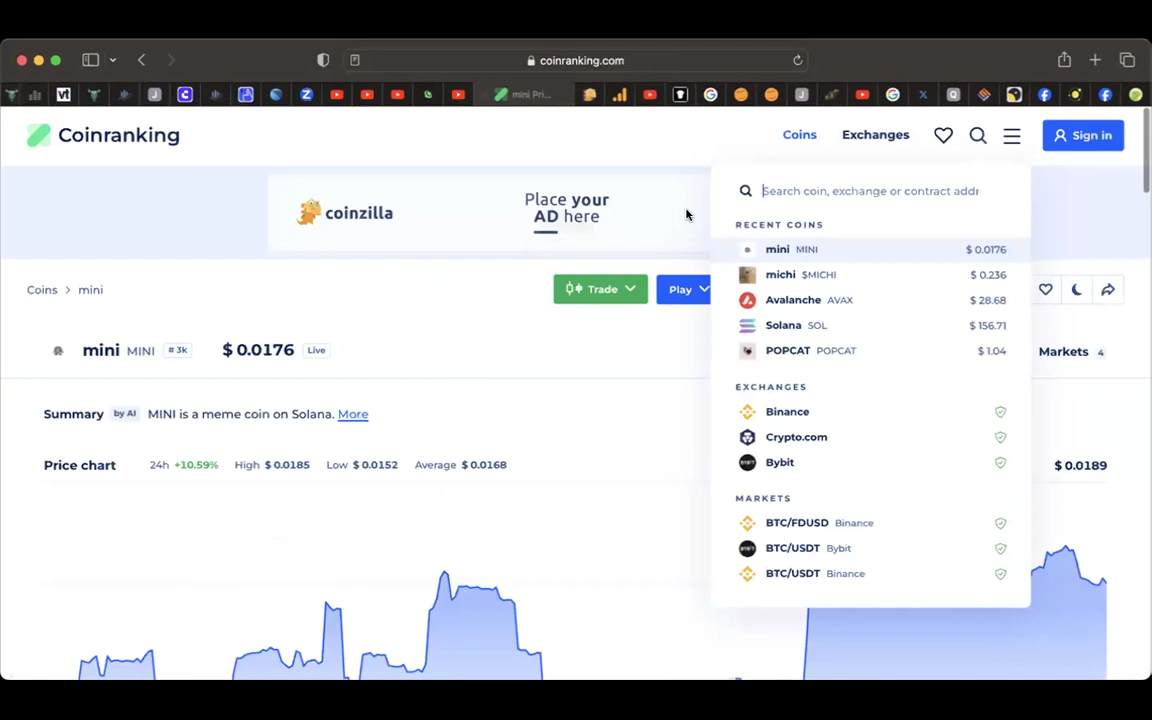 coinranking.com
mini Pri...
Coinranking
Coins
Exchanges
Sign in
coinzilla
Place your
AD here
Search coin, exchange or contract addr
RECENT COINS
mini MINI $ 0.0176
michi $MICHI $ 0.236
Avalanche AVAX $ 28.68
Solana SOL $ 156.71
POPCAT POPCAT $ 1.04
EXCHANGES
Binance
Crypto.com
Bybit
MARKETS
BTC/FDUSD Binance
BTC/USDT Bybit
BTC/USDT Binance
Coins > mini
Trade
Play
mini MINI # 3k $ 0.0176 Live
Markets 4
Summary by AI MINI is a meme coin on Solana. More
Price chart 24h +10.59% High $ 0.0185 Low $ 0.0152 Average $ 0.0168
$ 0.0189